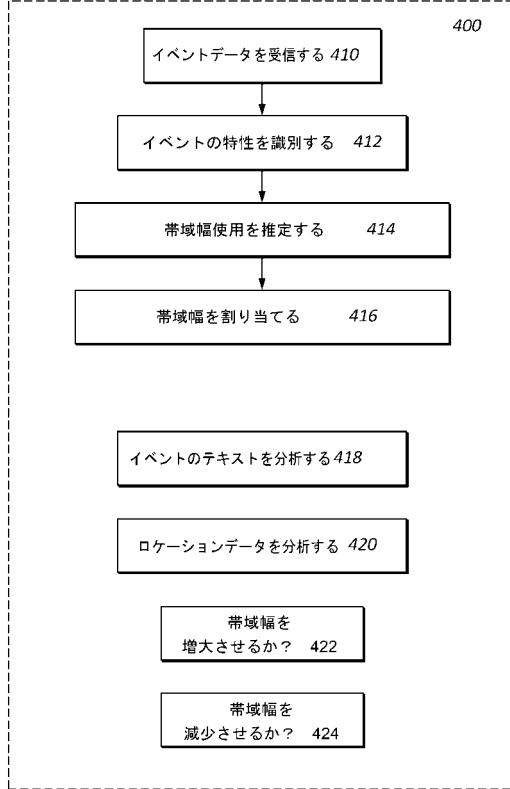 400
イベントデータを受信する 410
イベントの特性を識別する 412
帯域幅使用を推定する 414
帯域幅を割り当てる 416
イベントのテキストを分析する 418
ロケーションデータを分析する 420
帯域幅を
増大させるか? 422
帯域幅を
減少させるか? 424